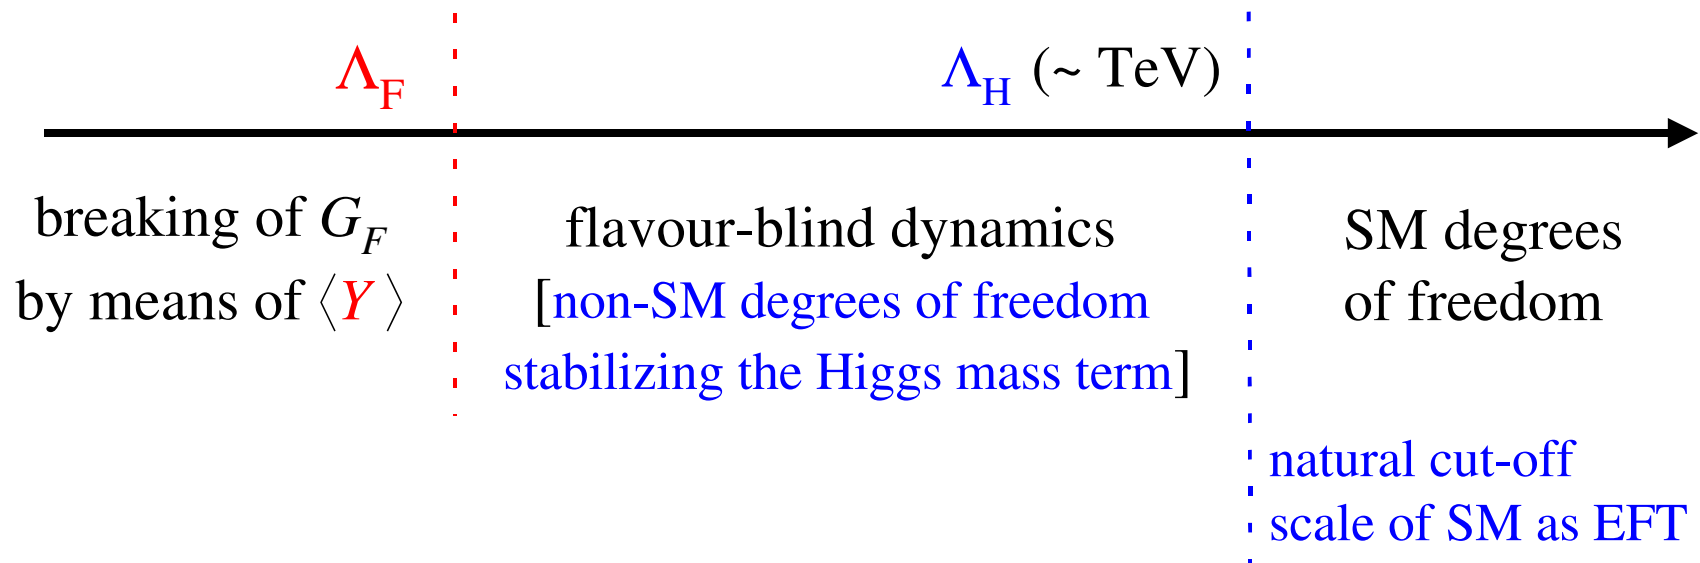 Λ_F
Λ_H (~ TeV)
breaking of G_F
by means of ⟨Y⟩
flavour-blind dynamics
[non-SM degrees of freedom
stabilizing the Higgs mass term]
SM degrees
of freedom
natural cut-off
scale of SM as EFT